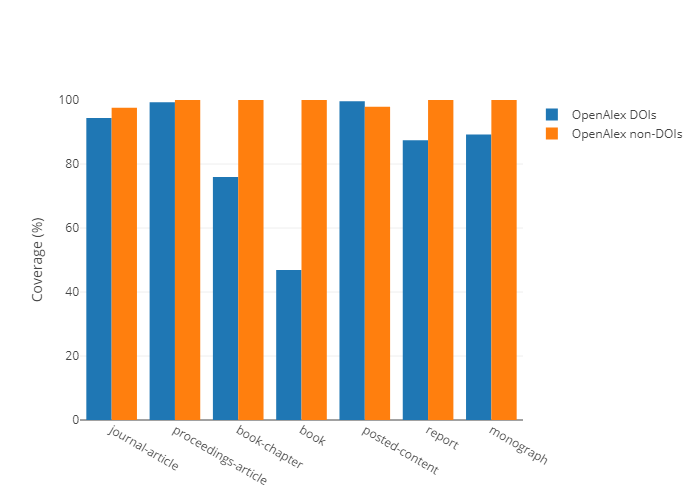 100
80
60
40
20
0
Coverage (%)
journal-article
proceedings-article
book-chapter
book
posted-content
report
monograph
OpenAlex DOIs
OpenAlex non-DOIs